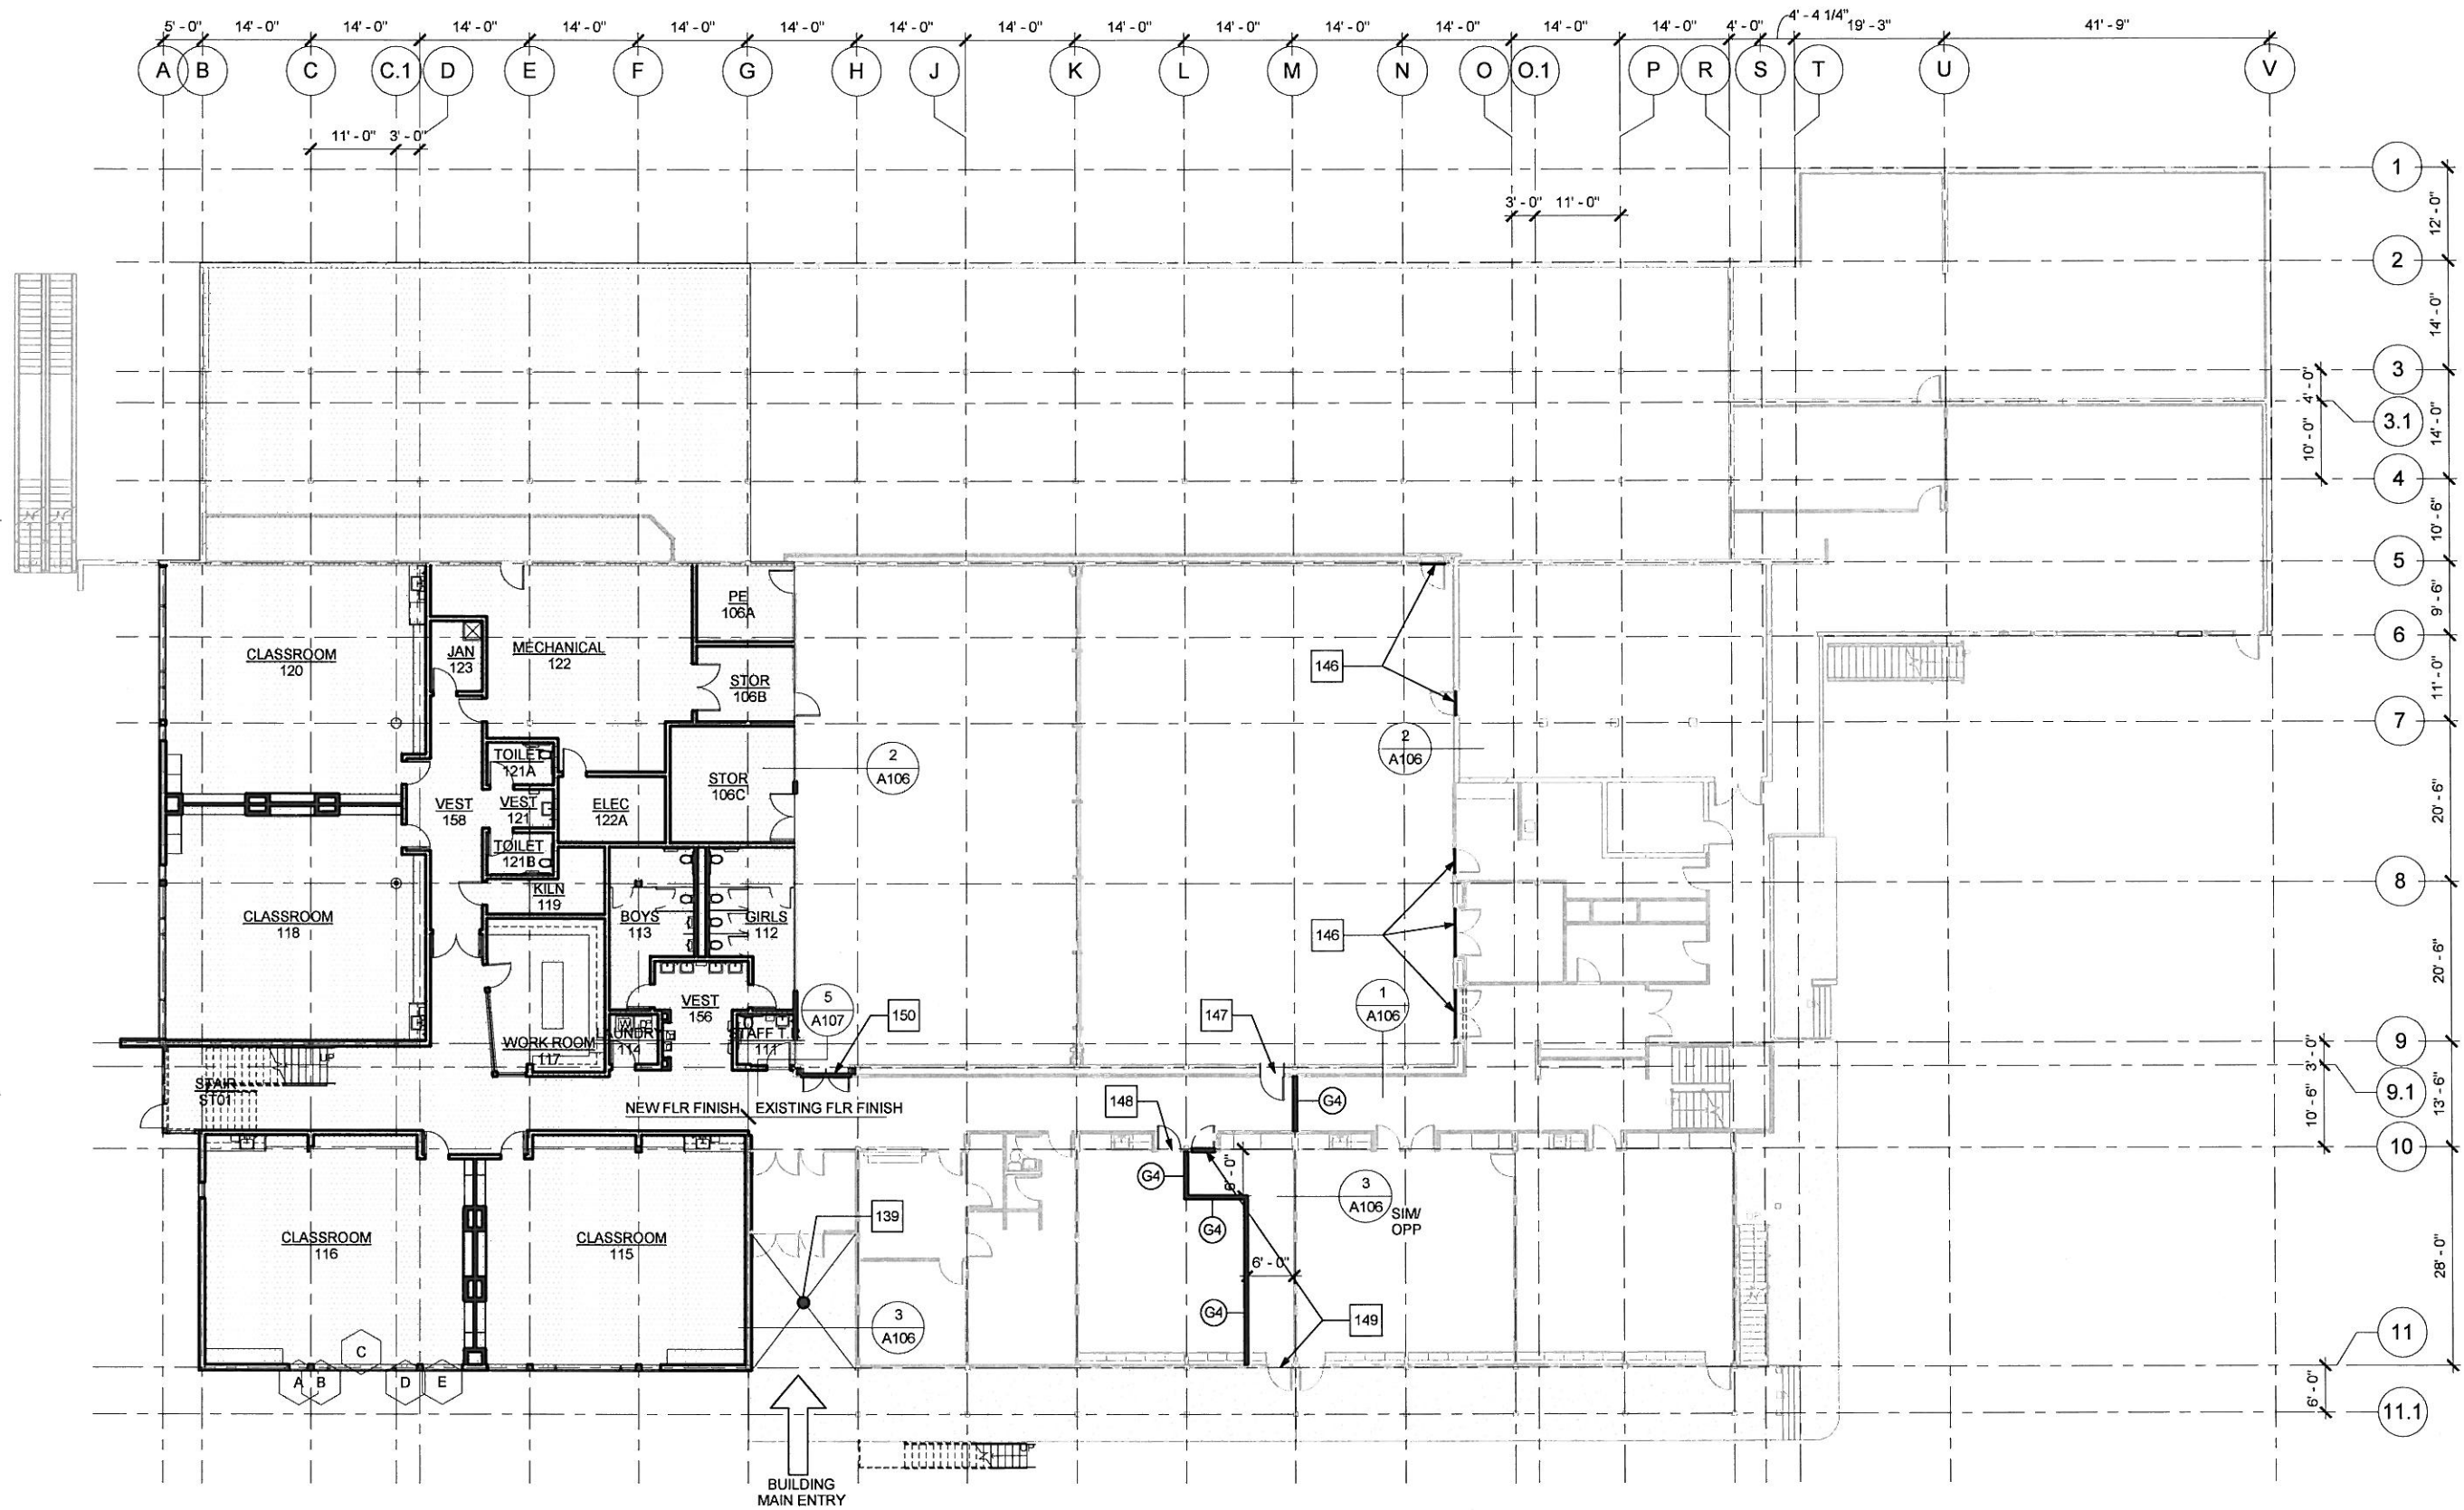 5' - 0" 14' - 0" 14' - 0" 14' - 0" 14' - 0" 14' - 0" 14' - 0" 14' - 0" 14' - 0" 14' - 0" 14' - 0" 14' - 0" 14' - 0" 14' - 0" 14' - 0" 4' - 0" 4' - 4 1/4" 19' - 3" 41' - 9"
A B C C.1 D E F G H J K L M N O O.1 P R S T U V
11' - 0" 3' - 0"
3' - 0" 11' - 0"
1
12' - 0"
2
14' - 0"
3
4' - 0"
3.1
14' - 0"
10' - 0"
4
10' - 6"
5
9' - 6"
6
11' - 0"
7
20' - 6"
8
20' - 6"
9
3' - 0"
9.1
13' - 6"
10' - 6"
10
28' - 0"
11
6' - 0"
11.1
PE
106A
CLASSROOM
120
JAN
123
MECHANICAL
122
STOR
106B
146
2
A106
2
A106
TOILET
121A
STOR
106C
VEST
158
VEST
121
ELEC
122A
TOILET
121B
KILN
119
CLASSROOM
118
BOYS
113
GIRLS
112
146
VEST
156
5
A107
150
147
1
A106
WORK ROOM
117
LAUNDRY
114
STAFF T
111
STAIR
ST01
UP
NEW FLR FINISH
EXISTING FLR FINISH
148
G4
G4
6' - 0"
3
A106
SIM/
OPP
G4
139
CLASSROOM
116
CLASSROOM
115
6' - 0"
G4
149
3
A106
C
A B D E
UP
BUILDING
MAIN ENTRY